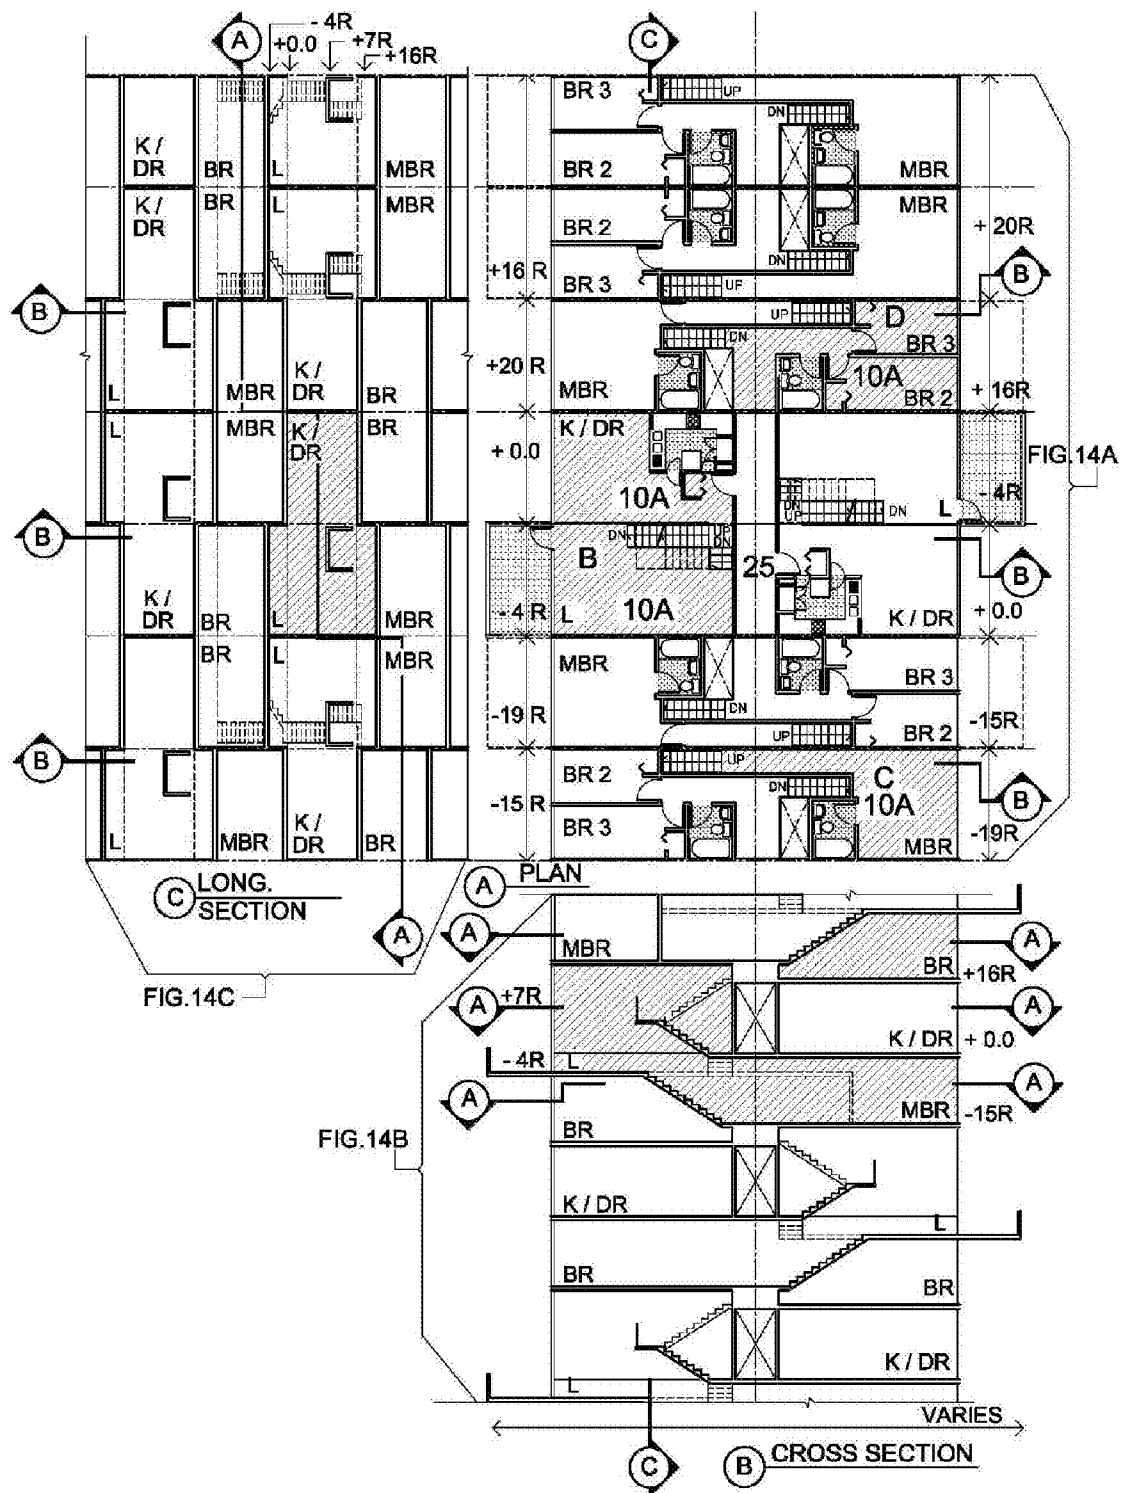 - 4R
A
+0.0
+7R
+16R
C
BR 3
UP
DN
K /
DR
BR
L
MBR
BR 2
MBR
K /
DR
BR
L
MBR
BR 2
MBR
+ 20R
+16 R
DN
BR 3
UP
B
B
UP
D
DN
BR 3
+20 R
K /
DR
10A
L
MBR
BR
MBR
BR 2
+ 16R
L
MBR
K /
DR
BR
K / DR
+ 0.0
FIG.14A
10A
- 4R
L
DN
UP
DN
B
DN
UP
DN
B
25
B
K /
DR
BR
L
MBR
- 4 R
L
10A
K / DR
+ 0.0
BR
L
MBR
MBR
BR 3
-19 R
DN
-15R
UP
BR 2
B
BR 2
UP
C
DN
10A
B
-15 R
BR 3
-19R
L
MBR
K /
DR
BR
MBR
C
LONG.
SECTION
A
PLAN
A
A
MBR
A
BR
+16R
FIG.14C
A
+7R
A
K / DR
+ 0.0
- 4R
L
A
A
MBR
-15R
FIG.14B
BR
K / DR
L
BR
BR
K / DR
L
VARIES
C
B
CROSS SECTION